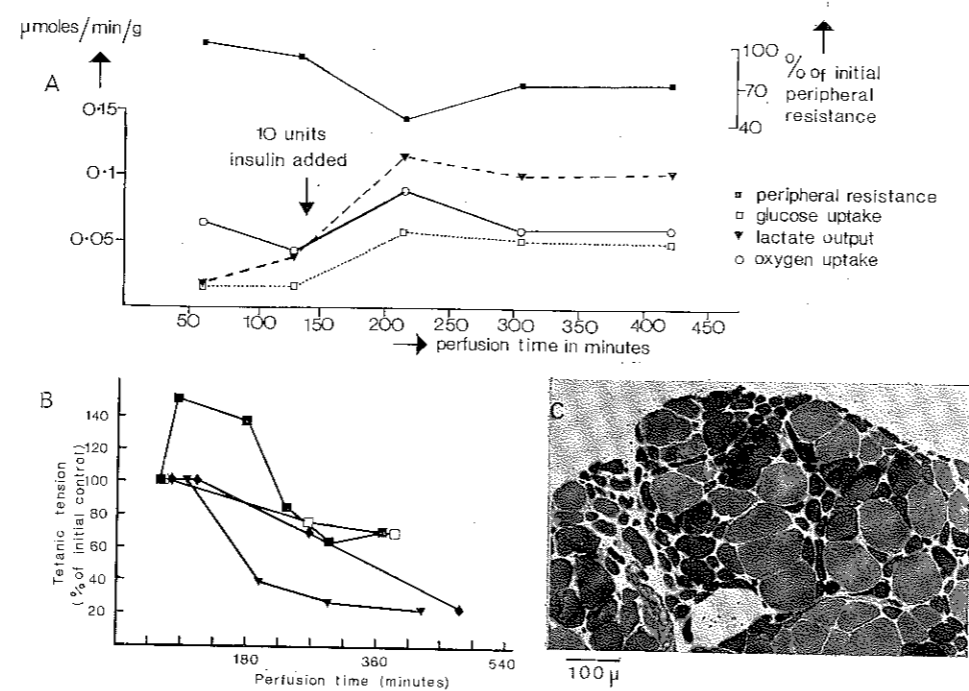 μmoles/min/g
A
100
% of initial
70
peripheral
40
resistance
0·15
10 units
insulin added
0·1
0·05
peripheral resistance
glucose uptake
lactate output
oxygen uptake
50 100 150 200 250 300 350 400 450
perfusion time in minutes
B
C
140
120
100
80
60
40
20
Tetanic tension
(% of initial control)
180 360 540
Perfusion time (minutes)
100 μ